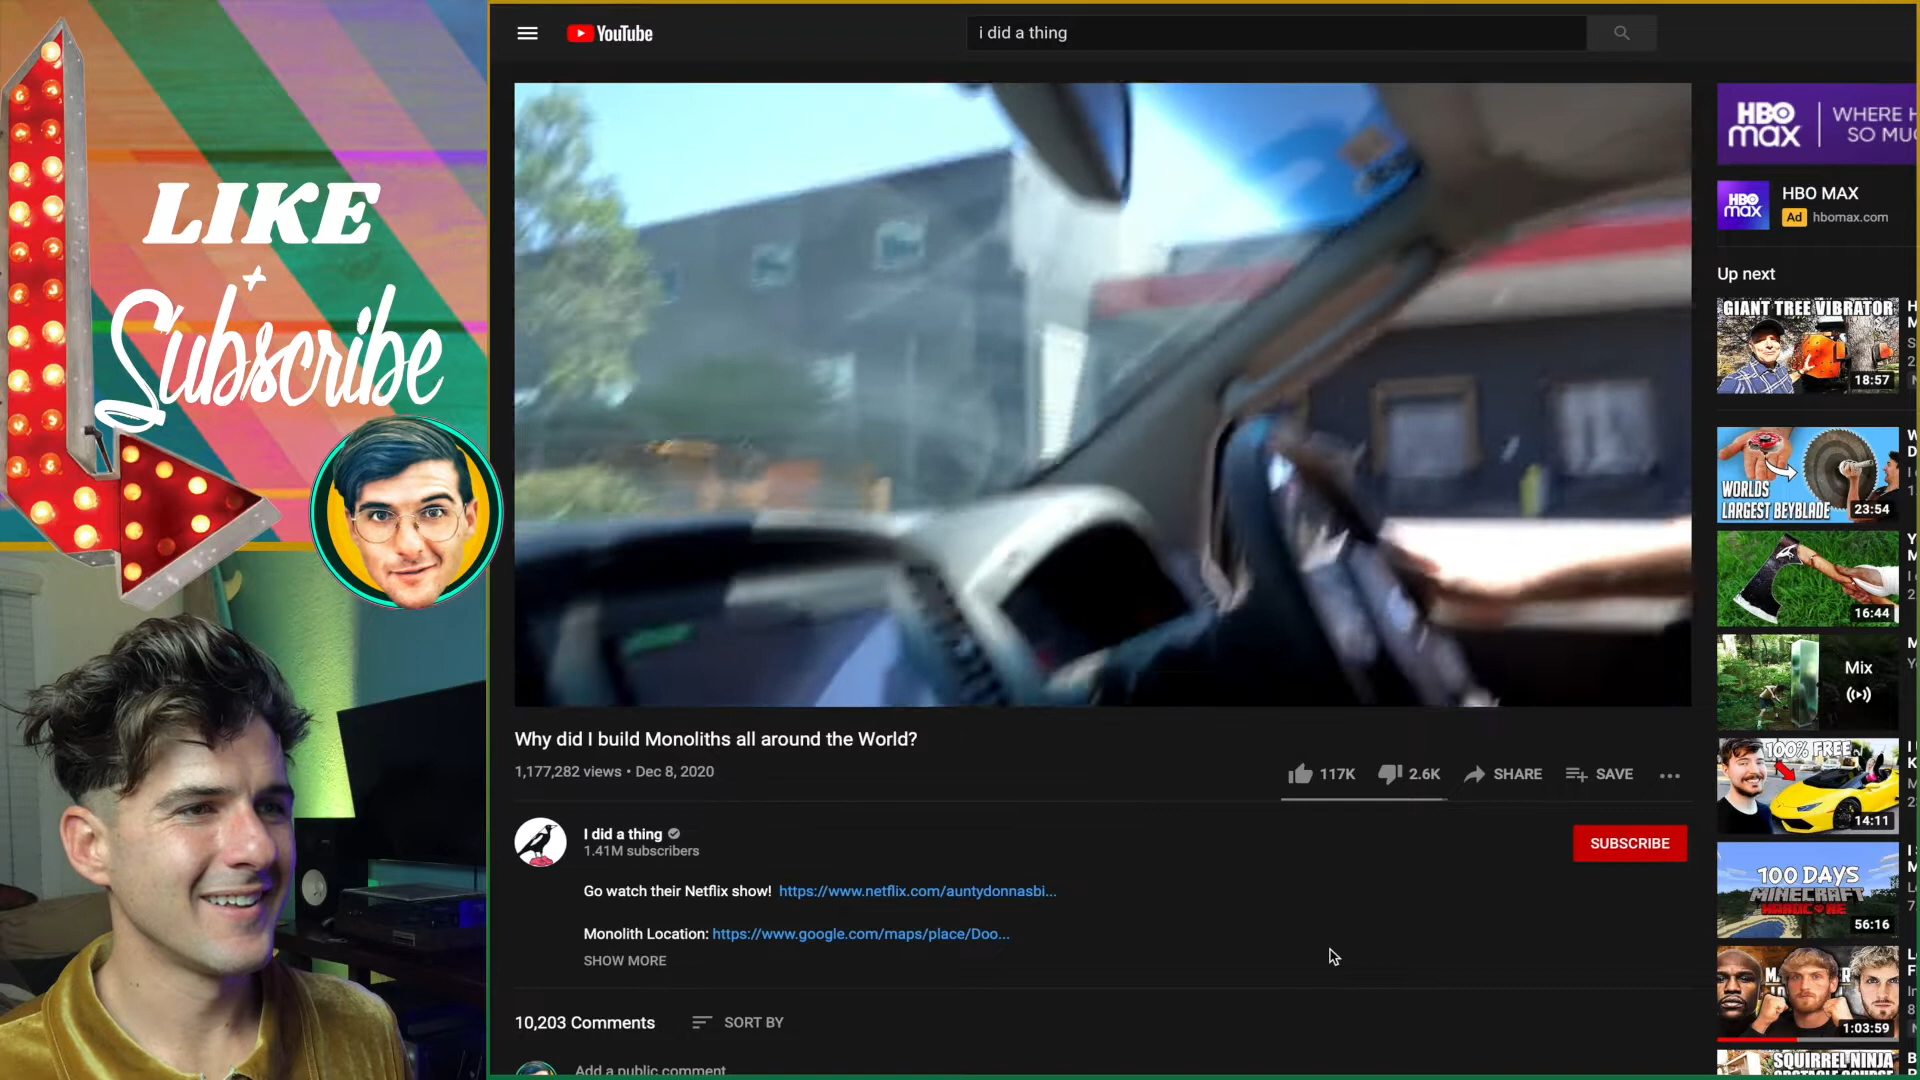 LIKE
+
Subscribe
YouTube
i did a thing
HBO
max
WHERE H
SO MU
HBO
max
HBO MAX
Ad hbomax.com
Up next
GIANT TREE VIBRATOR
18:57
WORLDS
LARGEST BEYBLADE
23:54
16:44
Mix
100% FREE
14:11
100 DAYS
MINECRAFT
HARDCORE
56:16
1:03:59
SQUIRREL NINJA
Why did I build Monoliths all around the World?
1,177,282 views • Dec 8, 2020
117K
2.6K
SHARE
SAVE
I did a thing
1.41M subscribers
SUBSCRIBE
Go watch their Netflix show! https://www.netflix.com/auntydonnasbi...
Monolith Location: https://www.google.com/maps/place/Doo...
SHOW MORE
10,203 Comments
SORT BY
Add a public comment